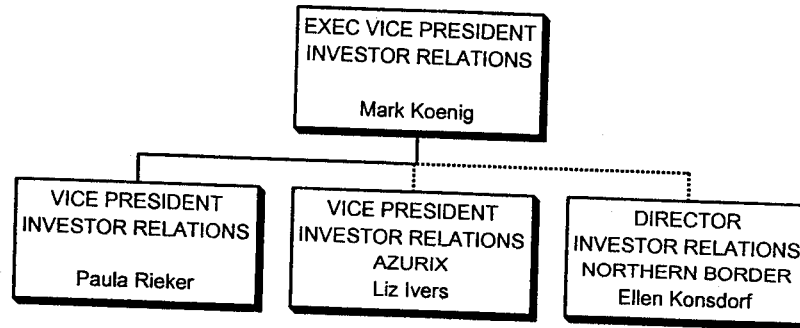 EXEC VICE PRESIDENT
INVESTOR RELATIONS
Mark Koenig
VICE PRESIDENT
INVESTOR RELATIONS
Paula Rieker
VICE PRESIDENT
INVESTOR RELATIONS
AZURIX
Liz Ivers
DIRECTOR
INVESTOR RELATIONS
NORTHERN BORDER
Ellen Konsdorf